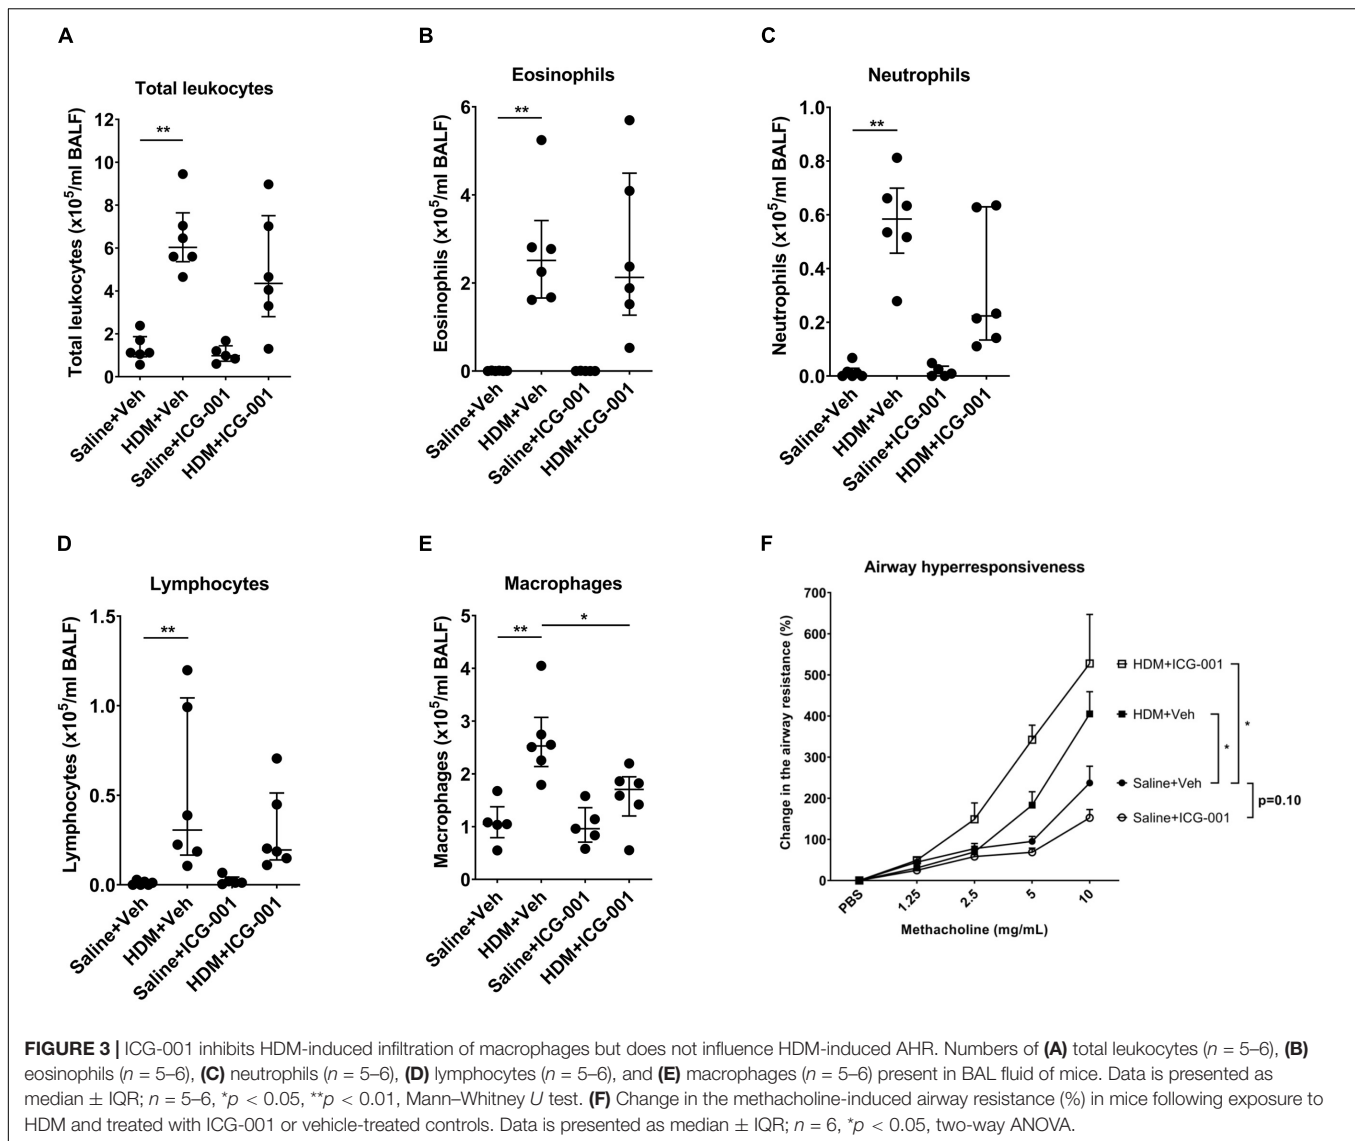 A
Total leukocytes
Total leukocytes (x10⁵/ml BALF)
12
10
8
6
4
2
0
**
Saline+Veh
HDM+Veh
Saline+ICG-001
HDM+ICG-001
B
Eosinophils
Eosinophils (x10⁵/ml BALF)
6
4
2
0
**
Saline+Veh
HDM+Veh
Saline+ICG-001
HDM+ICG-001
C
Neutrophils
Neutrophils (x10⁵/ml BALF)
1.0
0.8
0.6
0.4
0.2
0.0
**
Saline+Veh
HDM+Veh
Saline+ICG-001
HDM+ICG-001
D
Lymphocytes
Lymphocytes (x10⁵/ml BALF)
1.5
1.0
0.5
0.0
**
Saline+Veh
HDM+Veh
Saline+ICG-001
HDM+ICG-001
E
Macrophages
Macrophages (x10⁵/ml BALF)
5
4
3
2
1
0
**
*
Saline+Veh
HDM+Veh
Saline+ICG-001
HDM+ICG-001
F
Airway hyperresponsiveness
Change in the airway resistance (%)
700
600
500
400
300
200
100
0
PBS
1.25
2.5
5
10
Methacholine (mg/mL)
HDM+ICG-001
HDM+Veh
Saline+Veh
Saline+ICG-001
*
*
p=0.10
FIGURE 3 | ICG-001 inhibits HDM-induced infiltration of macrophages but does not influence HDM-induced AHR. Numbers of (A) total leukocytes (n = 5–6), (B)
eosinophils (n = 5–6), (C) neutrophils (n = 5–6), (D) lymphocytes (n = 5–6), and (E) macrophages (n = 5–6) present in BAL fluid of mice. Data is presented as
median ± IQR; n = 5–6, *p < 0.05, **p < 0.01, Mann–Whitney U test. (F) Change in the methacholine-induced airway resistance (%) in mice following exposure to
HDM and treated with ICG-001 or vehicle-treated controls. Data is presented as median ± IQR; n = 6, *p < 0.05, two-way ANOVA.